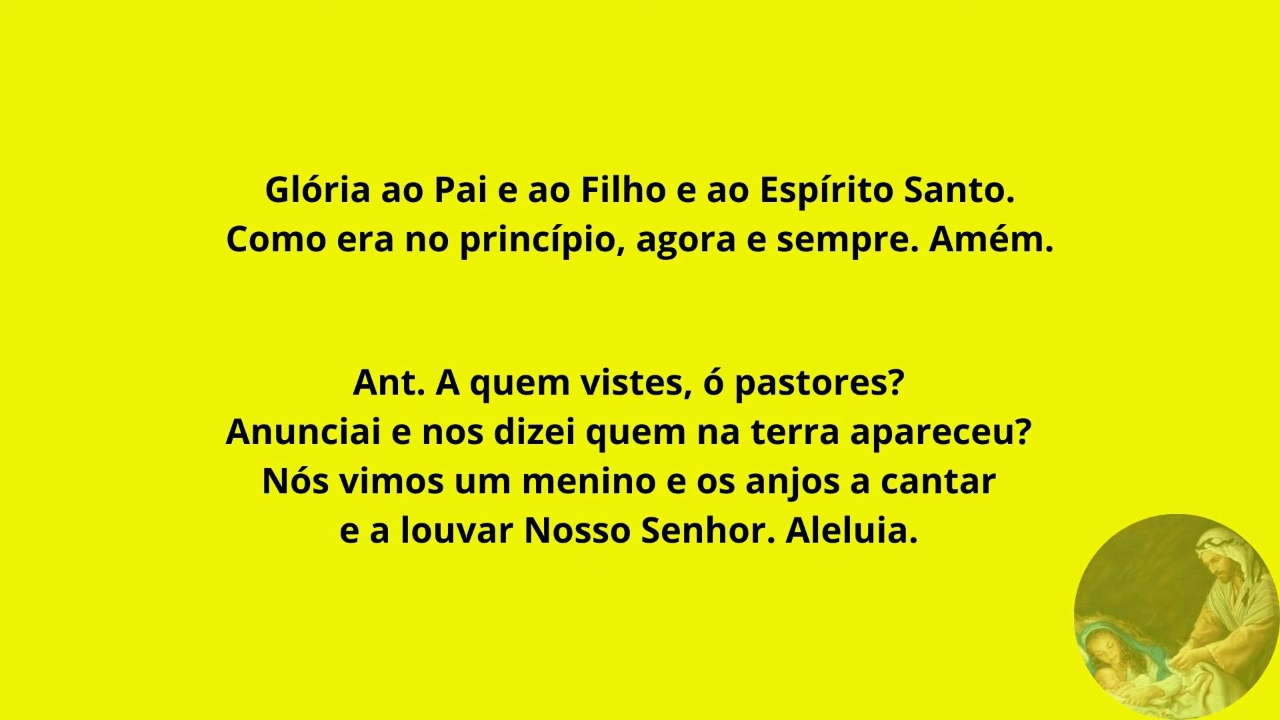 Glória ao Pai e ao Filho e ao Espírito Santo.
Como era no princípio, agora e sempre. Amém.
Ant. A quem vistes, ó pastores?
Anunciai e nos dizei quem na terra apareceu?
Nós vimos um menino e os anjos a cantar
e a louvar Nosso Senhor. Aleluia.